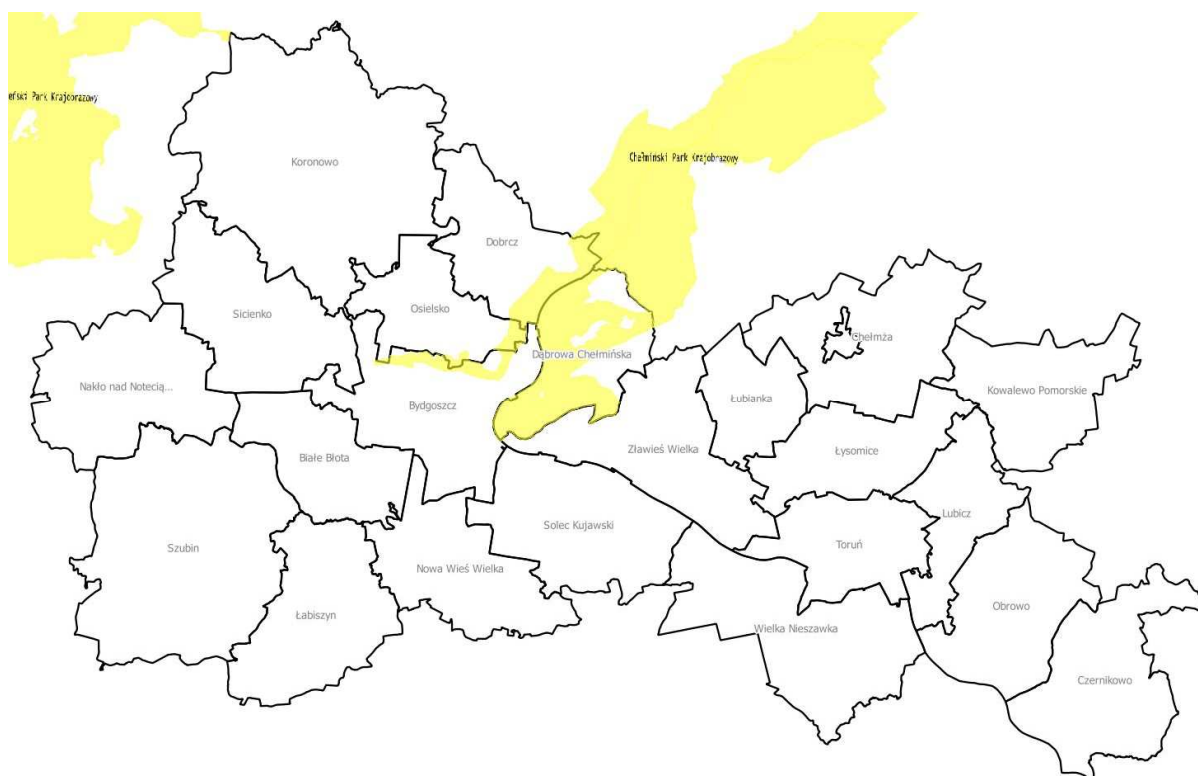 eński Park Krajobrazowy
Chełmiński Park Krajobrazowy
Koronowo
Dobrcz
Osielsko
Sicienko
Dąbrowa Chełmińska
Chełmża
Nakło nad Notecią...
Kowalewo Pomorskie
Łubianka
Bydgoszcz
Zławieś Wielka
Łysomice
Białe Błota
Lubicz
Solec Kujawski
Toruń
Szubin
Nowa Wieś Wielka
Obrowo
Łabiszyn
Wielka Nieszawka
Czernikowo